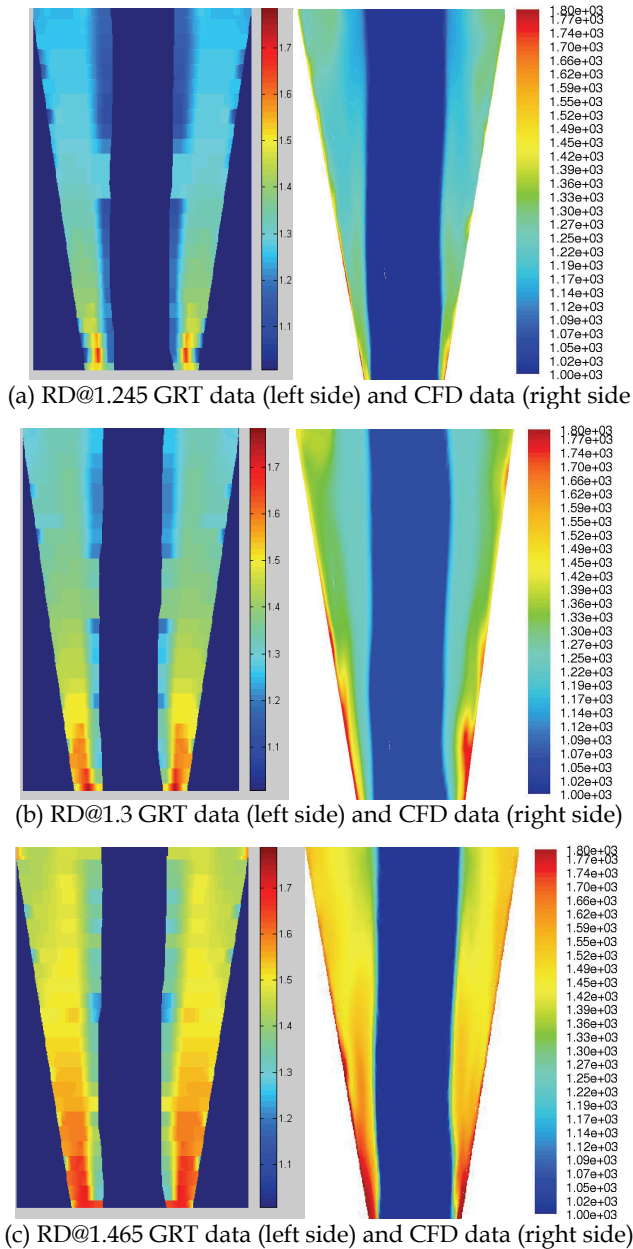 1.7
1.6
1.5
1.4
1.3
1.2
1.1
1.80e+03
1.77e+03
1.74e+03
1.70e+03
1.66e+03
1.62e+03
1.59e+03
1.55e+03
1.52e+03
1.49e+03
1.45e+03
1.42e+03
1.39e+03
1.36e+03
1.33e+03
1.30e+03
1.27e+03
1.25e+03
1.22e+03
1.19e+03
1.17e+03
1.14e+03
1.12e+03
1.09e+03
1.07e+03
1.05e+03
1.02e+03
1.00e+03
(a) RD@1.245 GRT data (left side) and CFD data (right side
1.7
1.6
1.5
1.4
1.3
1.2
1.1
1.80e+03
1.77e+03
1.74e+03
1.70e+03
1.66e+03
1.62e+03
1.59e+03
1.55e+03
1.52e+03
1.49e+03
1.45e+03
1.42e+03
1.39e+03
1.36e+03
1.33e+03
1.30e+03
1.27e+03
1.25e+03
1.22e+03
1.19e+03
1.17e+03
1.14e+03
1.12e+03
1.09e+03
1.07e+03
1.05e+03
1.02e+03
1.00e+03
(b) RD@1.3 GRT data (left side) and CFD data (right side)
1.7
1.6
1.5
1.4
1.3
1.2
1.1
1.80e+03
1.77e+03
1.74e+03
1.70e+03
1.66e+03
1.62e+03
1.59e+03
1.55e+03
1.52e+03
1.49e+03
1.45e+03
1.42e+03
1.39e+03
1.36e+03
1.33e+03
1.30e+03
1.27e+03
1.25e+03
1.22e+03
1.19e+03
1.17e+03
1.14e+03
1.12e+03
1.09e+03
1.07e+03
1.05e+03
1.02e+03
1.00e+03
(c) RD@1.465 GRT data (left side) and CFD data (right side)